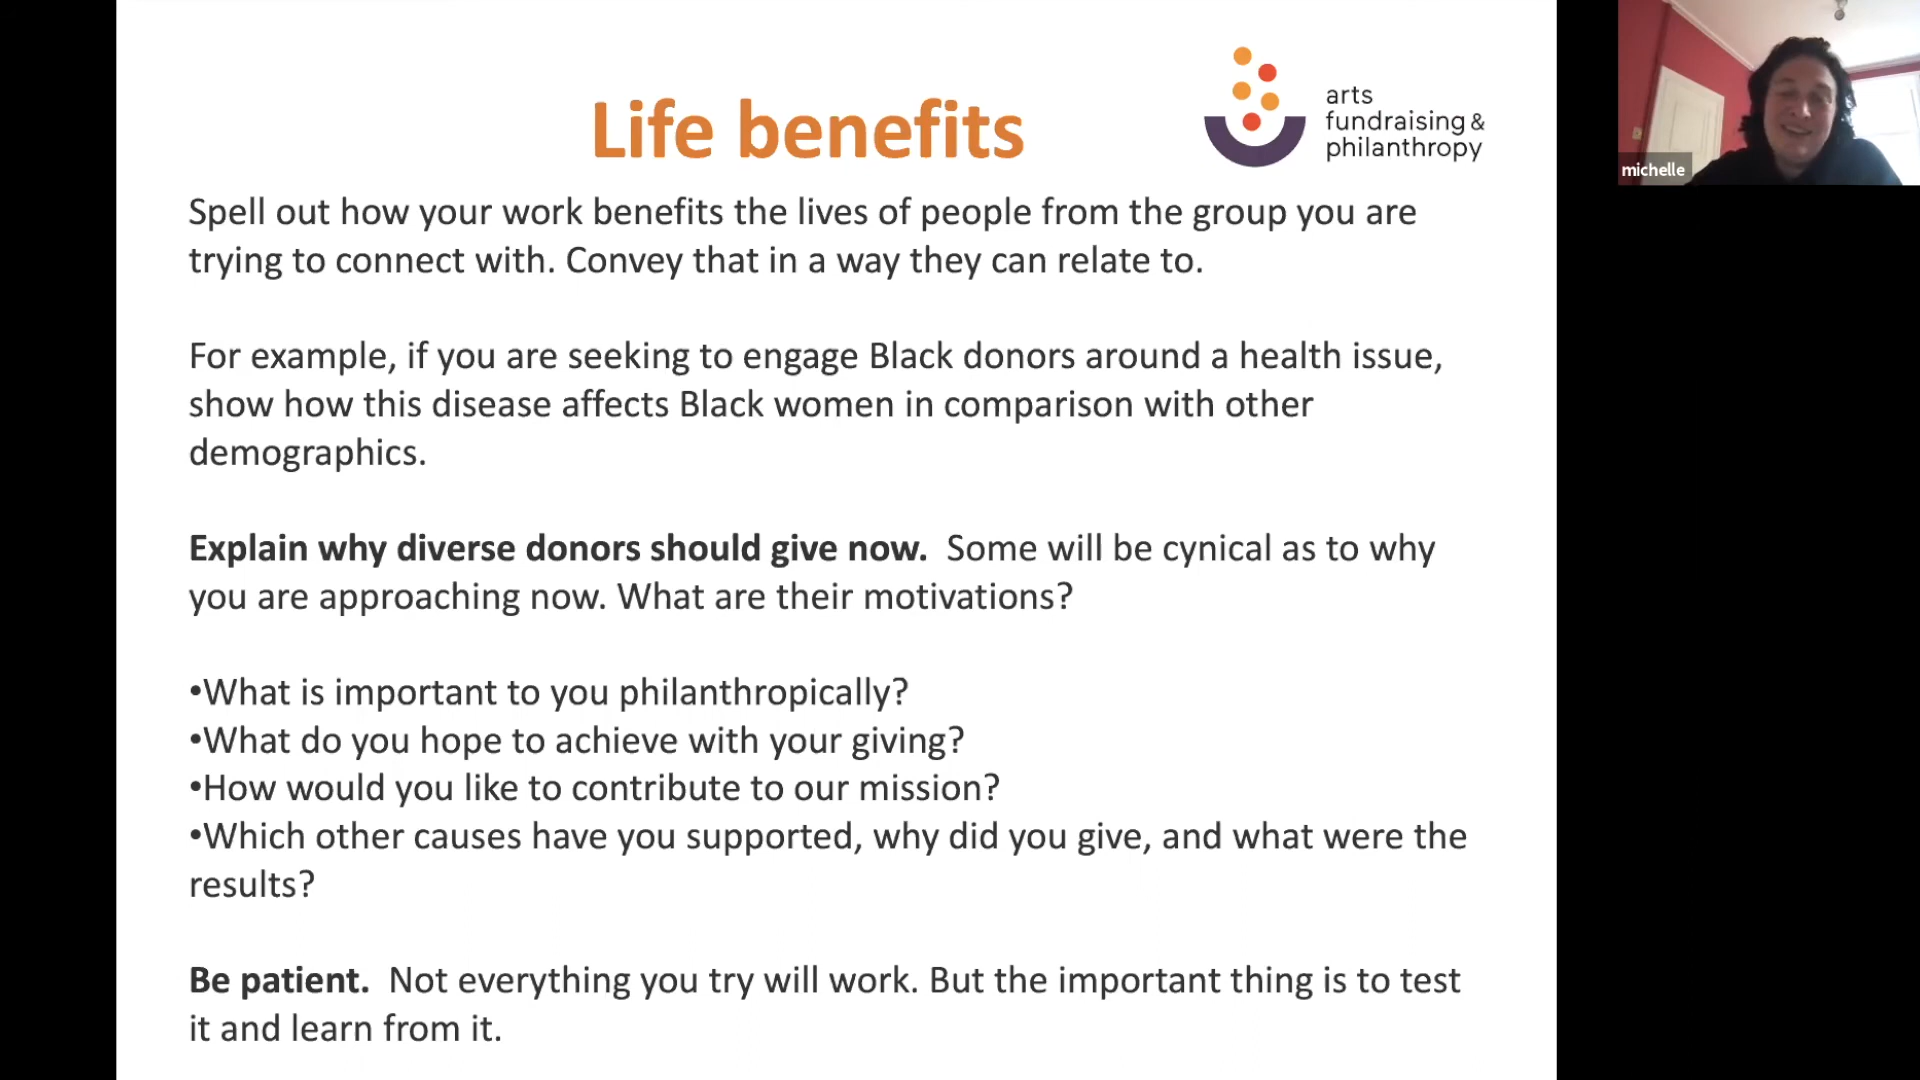 Life benefits
arts
fundraising &
philanthropy
michelle
Spell out how your work benefits the lives of people from the group you are
trying to connect with. Convey that in a way they can relate to.
For example, if you are seeking to engage Black donors around a health issue,
show how this disease affects Black women in comparison with other
demographics.
Explain why diverse donors should give now.  Some will be cynical as to why
you are approaching now. What are their motivations?
•What is important to you philanthropically?
•What do you hope to achieve with your giving?
•How would you like to contribute to our mission?
•Which other causes have you supported, why did you give, and what were the
results?
Be patient.  Not everything you try will work. But the important thing is to test
it and learn from it.